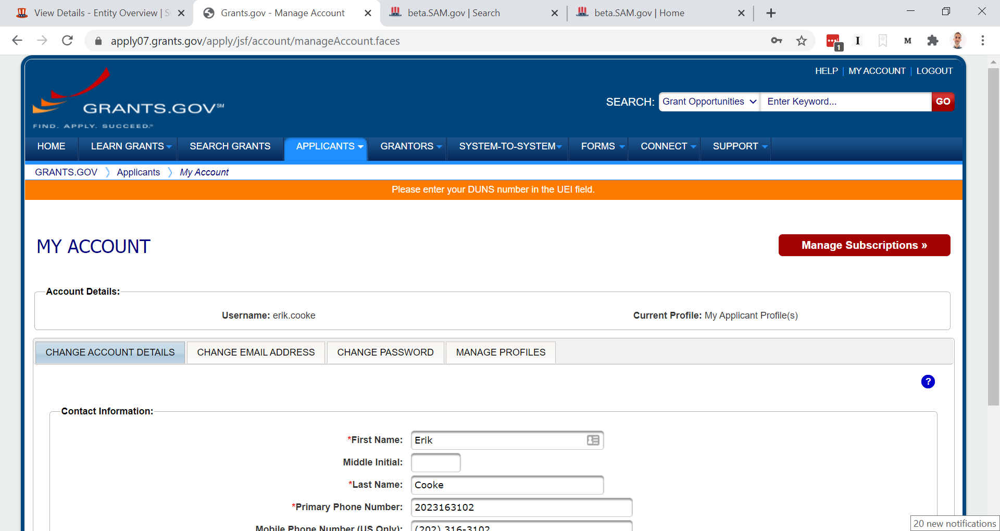 View Details - Entity Overview | S
Grants.gov - Manage Account
beta.SAM.gov | Search
beta.SAM.gov | Home
apply07.grants.gov/apply/jsf/account/manageAccount.faces
1
I
M
HELP | MY ACCOUNT | LOGOUT
GRANTS.GOV℠
FIND. APPLY. SUCCEED.™
SEARCH: Grant Opportunities Enter Keyword... GO
HOME LEARN GRANTS SEARCH GRANTS APPLICANTS GRANTORS SYSTEM-TO-SYSTEM FORMS CONNECT SUPPORT
GRANTS.GOV 〉 Applicants 〉 My Account
Please enter your DUNS number in the UEI field.
MY ACCOUNT
Manage Subscriptions »
Account Details:
Username: erik.cooke
Current Profile: My Applicant Profile(s)
CHANGE ACCOUNT DETAILS CHANGE EMAIL ADDRESS CHANGE PASSWORD MANAGE PROFILES
?
Contact Information:
*First Name: Erik
Middle Initial:
*Last Name: Cooke
*Primary Phone Number: 2023163102
Mobile Phone Number (US Only): (202) 316-3102
20 new notifications